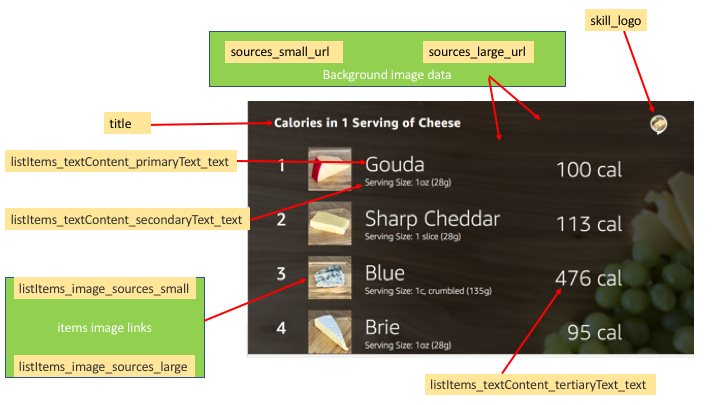 skill_logo
sources_small_url
sources_large_url
Background image data
title
Calories in 1 Serving of Cheese
listItems_textContent_primaryText_text
1
Gouda
Serving Size: 1oz (28g)
100 cal
listItems_textContent_secondaryText_text
2
Sharp Cheddar
Serving Size: 1 slice (28g)
113 cal
listItems_image_sources_small
items image links
listItems_image_sources_large
3
Blue
Serving Size: 1c, crumbled (135g)
476 cal
4
Brie
Serving Size: 1oz (28g)
95 cal
listItems_textContent_tertiaryText_text